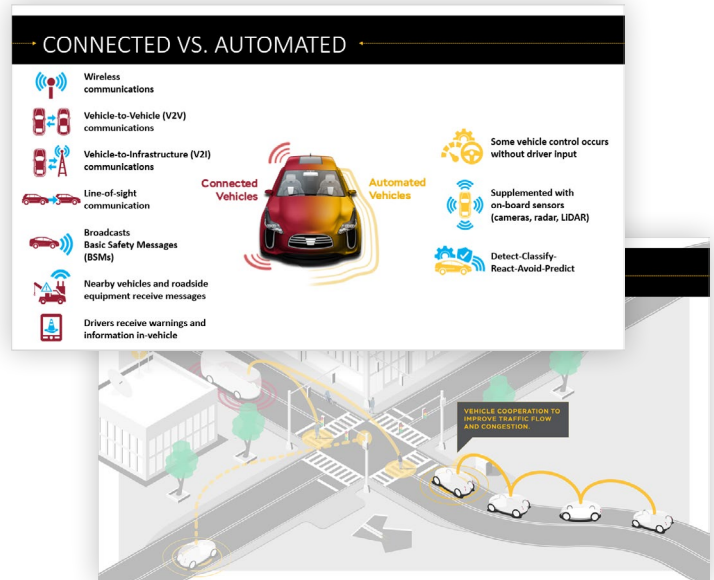 CONNECTED VS. AUTOMATED
Wireless
communications
Vehicle-to-Vehicle (V2V)
communications
Vehicle-to-Infrastructure (V2I)
communications
Line-of-sight
communication
Broadcasts
Basic Safety Messages
(BSMs)
Nearby vehicles and roadside
equipment receive messages
Drivers receive warnings and
information in-vehicle
Connected
Vehicles
Automated
Vehicles
Some vehicle control occurs
without driver input
Supplemented with
on-board sensors
(cameras, radar, LiDAR)
Detect-Classify-
React-Avoid-Predict
VEHICLE COOPERATION TO
IMPROVE TRAFFIC FLOW
AND CONGESTION.